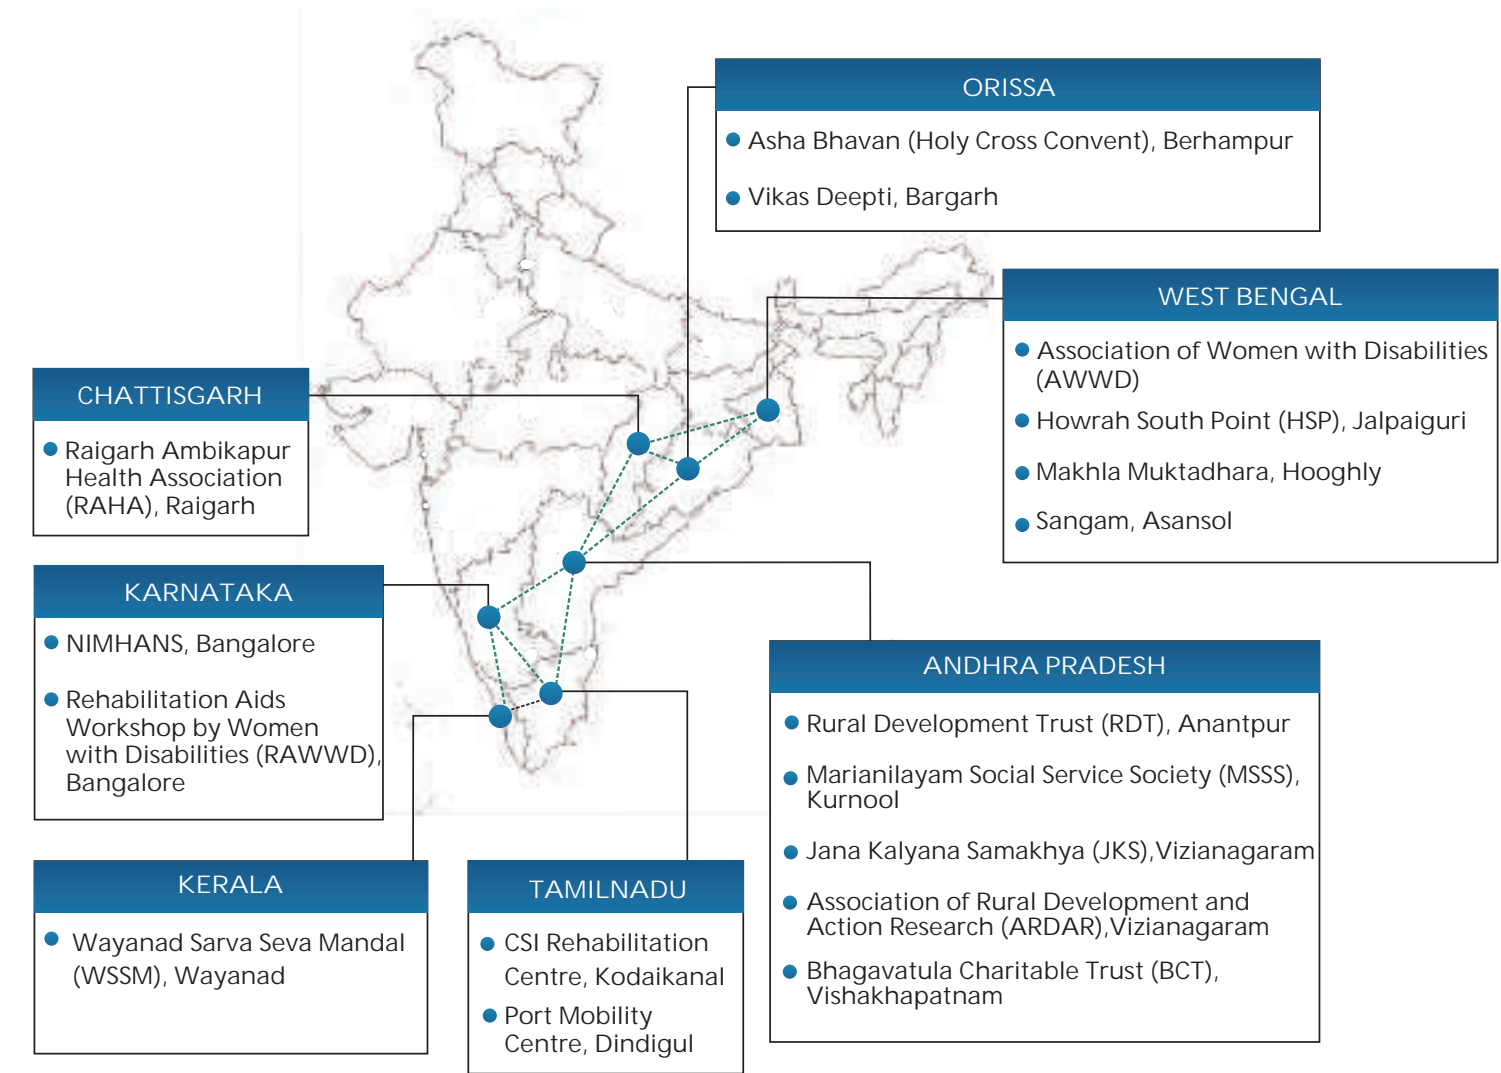 ORISSA
Asha Bhavan (Holy Cross Convent), Berhampur
Vikas Deepti, Bargarh
WEST BENGAL
Association of Women with Disabilities
(AWWD)
Howrah South Point (HSP), Jalpaiguri
Makhla Muktadhara, Hooghly
Sangam, Asansol
CHATTISGARH
Raigarh Ambikapur
Health Association
(RAHA), Raigarh
KARNATAKA
NIMHANS, Bangalore
Rehabilitation Aids
Workshop by Women
with Disabilities (RAWWD),
Bangalore
ANDHRA PRADESH
Rural Development Trust (RDT), Anantpur
Marianilayam Social Service Society (MSSS),
Kurnool
Jana Kalyana Samakhya (JKS),Vizianagaram
Association of Rural Development and
Action Research (ARDAR),Vizianagaram
Bhagavatula Charitable Trust (BCT),
Vishakhapatnam
KERALA
Wayanad Sarva Seva Mandal
(WSSM), Wayanad
TAMILNADU
CSI Rehabilitation
Centre, Kodaikanal
Port Mobility
Centre, Dindigul